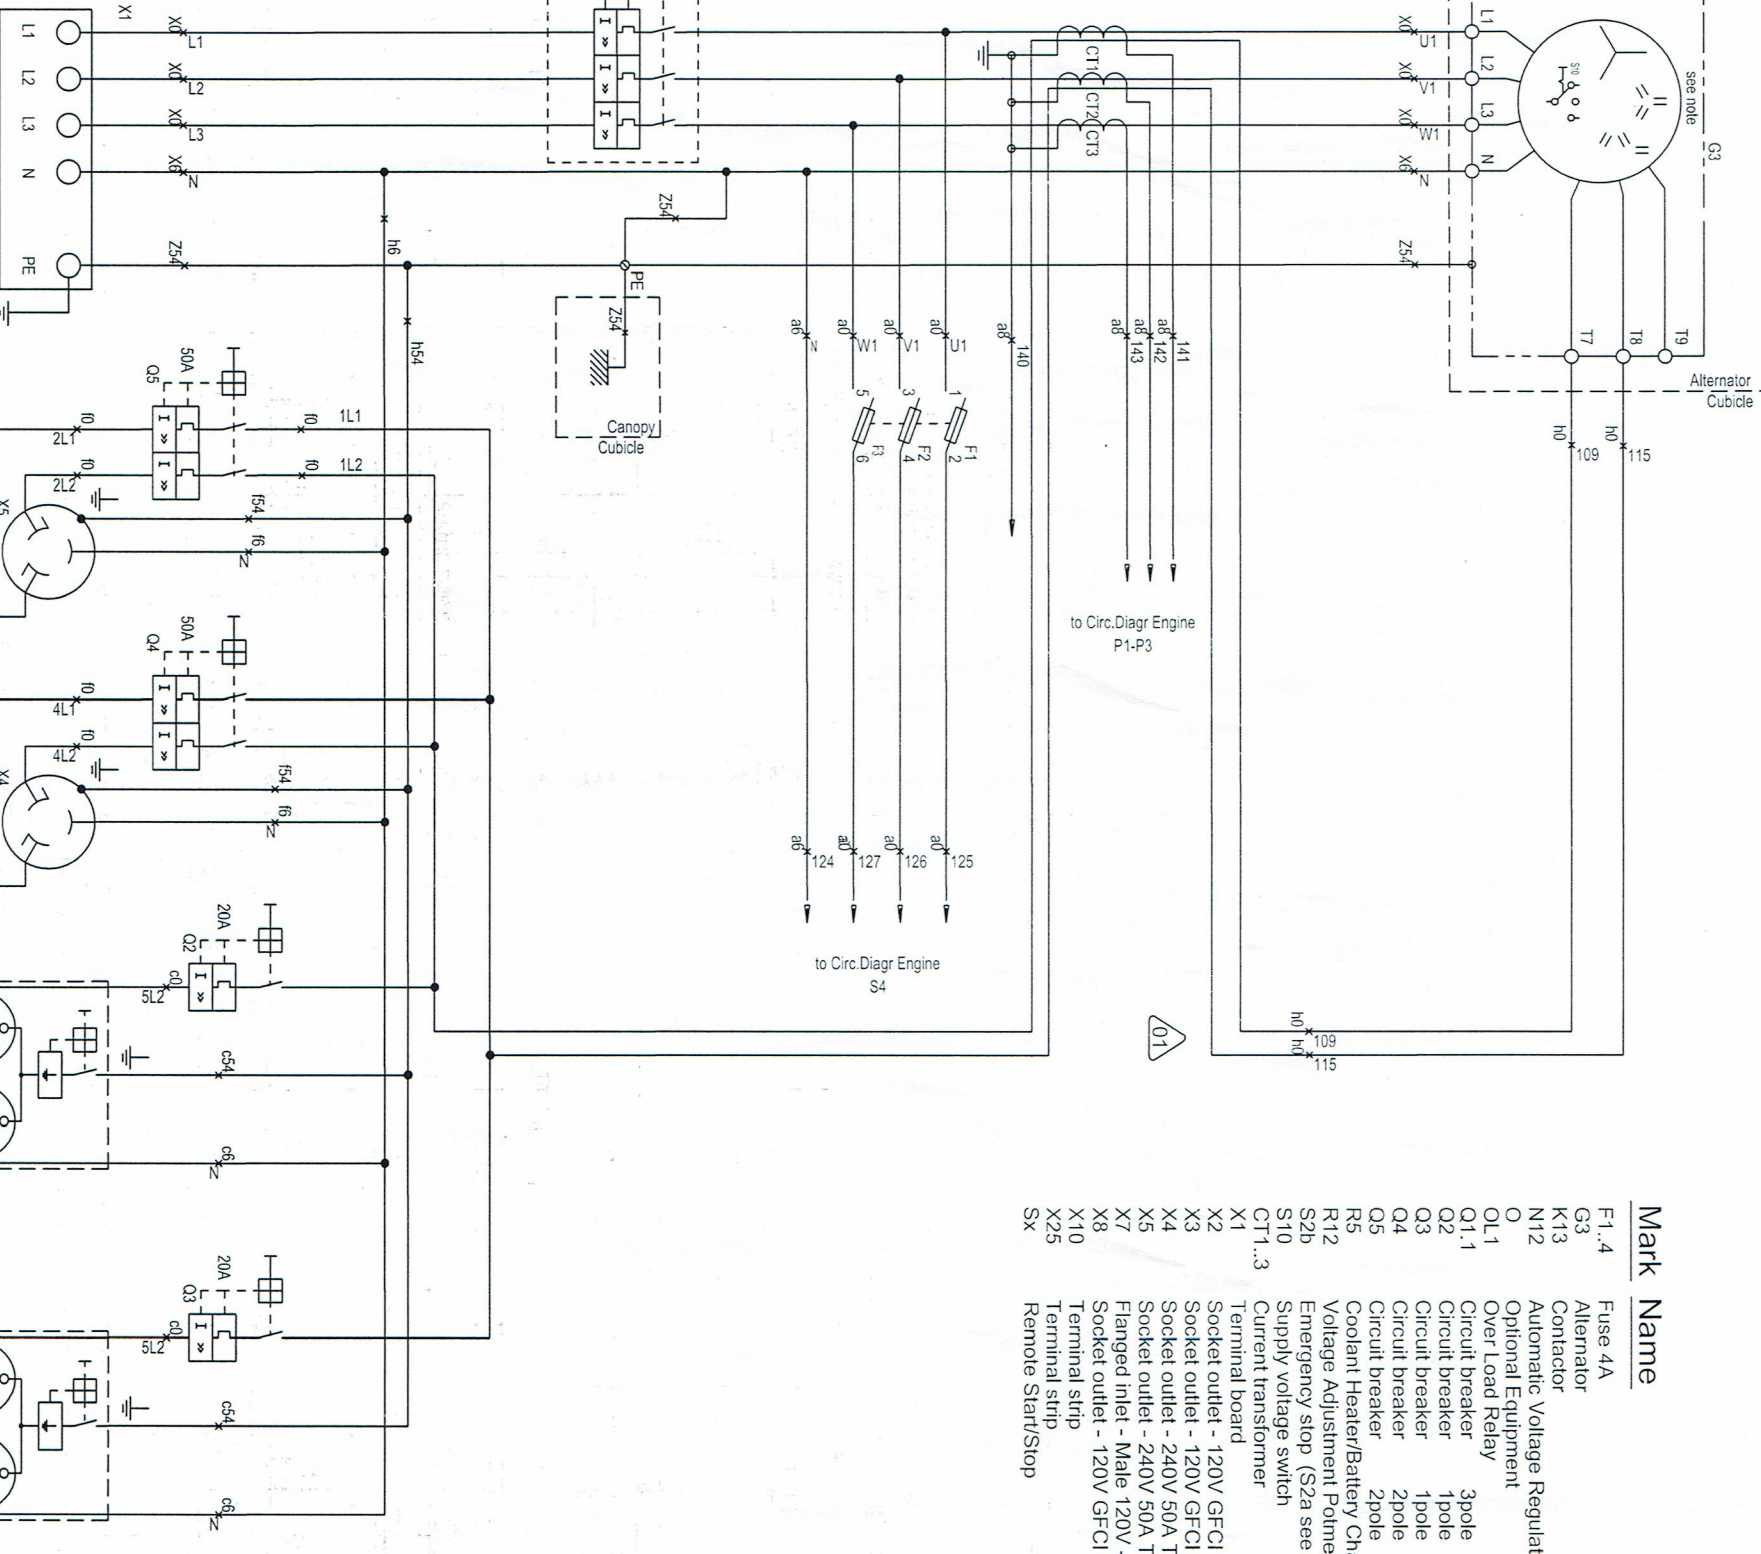 X1
L1
L2
L3
N
PE
X0 L1
X0 L2
X0 L3
X6 N
Z54
h6
h54
Z54
PE
Z54
Canopy
Cubicle
CT1
CT2
CT3
X0 U1
X0 V1
X0 W1
X6 N
Z54
L1
L2
L3
N
S10
see note
G3
T7
T8
T9
Alternator
Cubicle
h0 109
h0 115
a6 N
a0 W1
a0 V1
a0 U1
a8 140
a8 143
a8 142
a8 141
5
3
1
F3
F2
F1
6
4
2
to Circ.Diagr Engine
P1-P3
a6 124
a0 127
a0 126
a0 125
to Circ.Diagr Engine
S4
50A
Q5
f0 2L1
f0 1L1
f0 2L2
f0 1L2
f54
f6 N
X5
50A
Q4
f0 4L1
f0 4L2
f54
f6 N
X4
20A
Q2
c0 5L2
c54
c6 N
20A
Q3
c0 5L2
c54
c6 N
01
h0 109
h0 115
Mark Name
F1..4 Fuse 4A
G3 Alternator
K13 Contactor
N12 Automatic Voltage Regulat
O Optional Equipment
OL1 Over Load Relay
Q1.1 Circuit breaker 3pole
Q2 Circuit breaker 1pole
Q3 Circuit breaker 1pole
Q4 Circuit breaker 2pole
Q5 Circuit breaker 2pole
R5 Coolant Heater/Battery Ch
R12 Voltage Adjustment Potme
S2b Emergency stop (S2a see
S10 Supply voltage switch
CT1..3 Current transformer
X1 Terminal board
X2 Socket outlet - 120V GFCI
X3 Socket outlet - 120V GFCI
X4 Socket outlet - 240V 50A T
X5 Socket outlet - 240V 50A T
X7 Flanged inlet - Male 120V -
X8 Socket outlet - 120V GFCI
X10 Terminal strip
X25 Terminal strip
Sx Remote Start/Stop